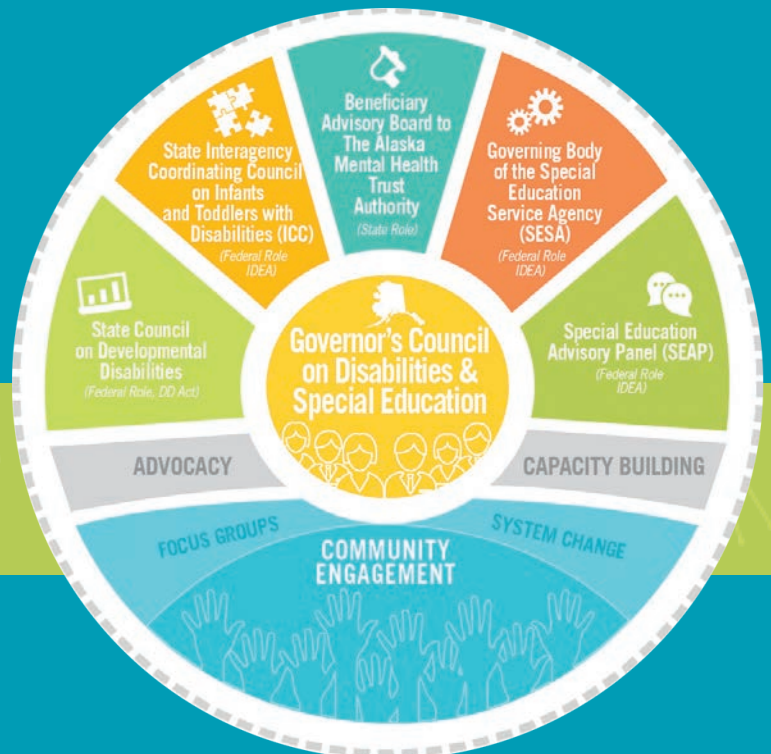 State Council
on Developmental
Disabilities
(Federal Role, DD Act)
State Interagency
Coordinating Council
on Infants
and Toddlers with
Disabilities (ICC)
(Federal Role
IDEA)
Beneficiary
Advisory Board to
The Alaska
Mental Health
Trust
Authority
(State Role)
Governing Body
of the Special
Education
Service Agency
(SESA)
(Federal Role
IDEA)
Special Education
Advisory Panel (SEAP)
(Federal Role
IDEA)
Governor's Council
on Disabilities &
Special Education
ADVOCACY
CAPACITY BUILDING
FOCUS GROUPS
SYSTEM CHANGE
COMMUNITY
ENGAGEMENT